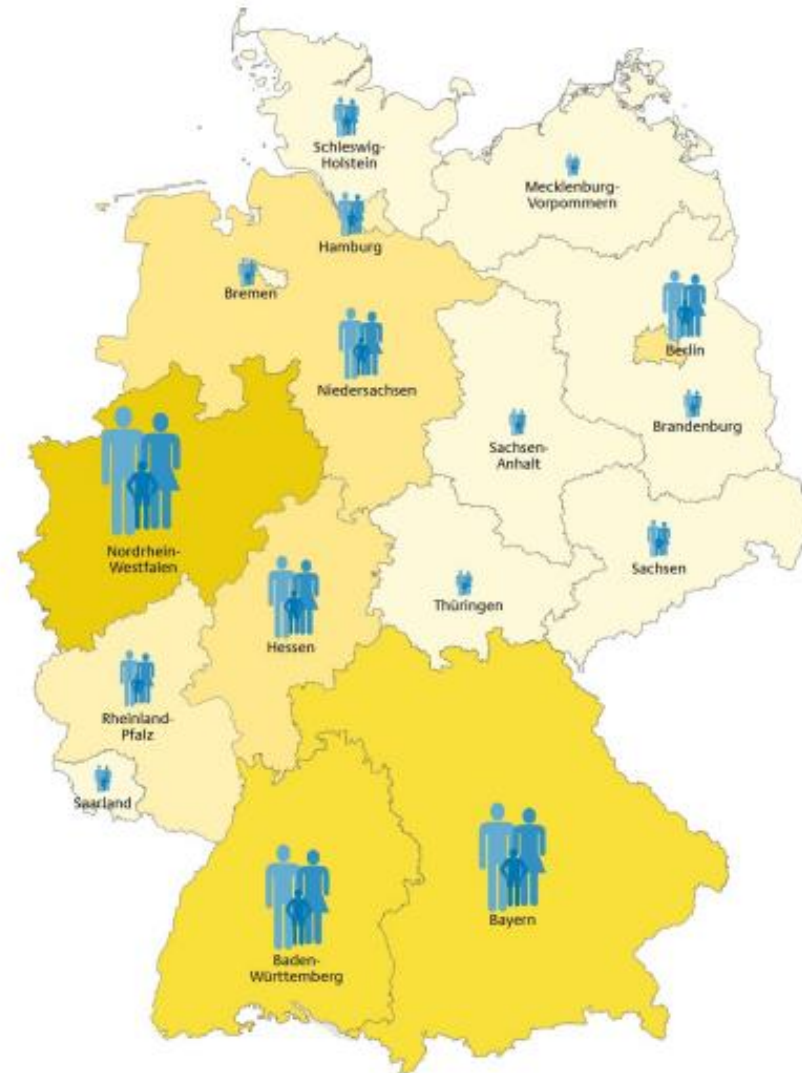 Schleswig-
Holstein
Mecklenburg-
Vorpommern
Hamburg
Bremen
Berlin
Niedersachsen
Brandenburg
Sachsen-
Anhalt
Nordrhein-
Westfalen
Sachsen
Thüringen
Hessen
Rheinland-
Pfalz
Saarland
Bayern
Baden-
Württemberg